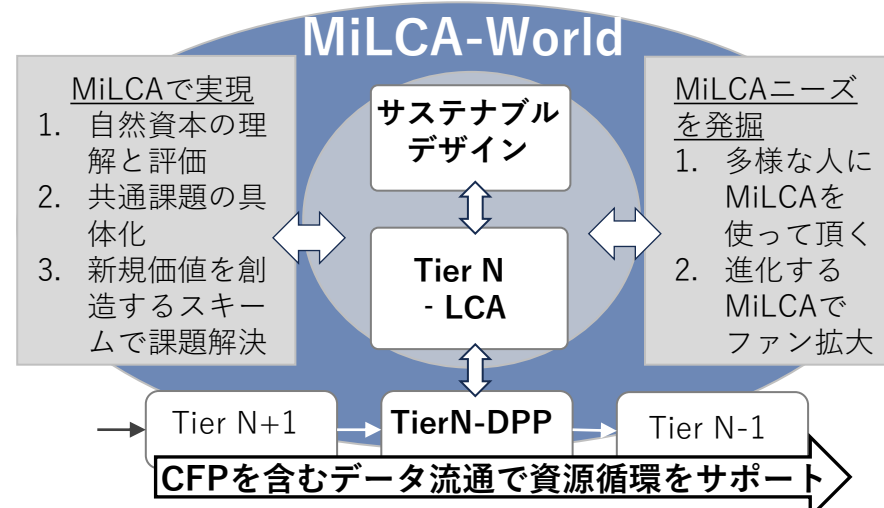 MiLCA-World
MiLCAで実現
1. 自然資本の理
解と評価
2. 共通課題の具
体化
3. 新規価値を創
造するスキー
ムで課題解決
サステナブル
デザイン
Tier N
- LCA
MiLCAニーズ
を発掘
1. 多様な人に
MiLCAを
使って頂く
2. 進化する
MiLCAで
ファン拡大
Tier N+1
TierN-DPP
Tier N-1
CFPを含むデータ流通で資源循環をサポート